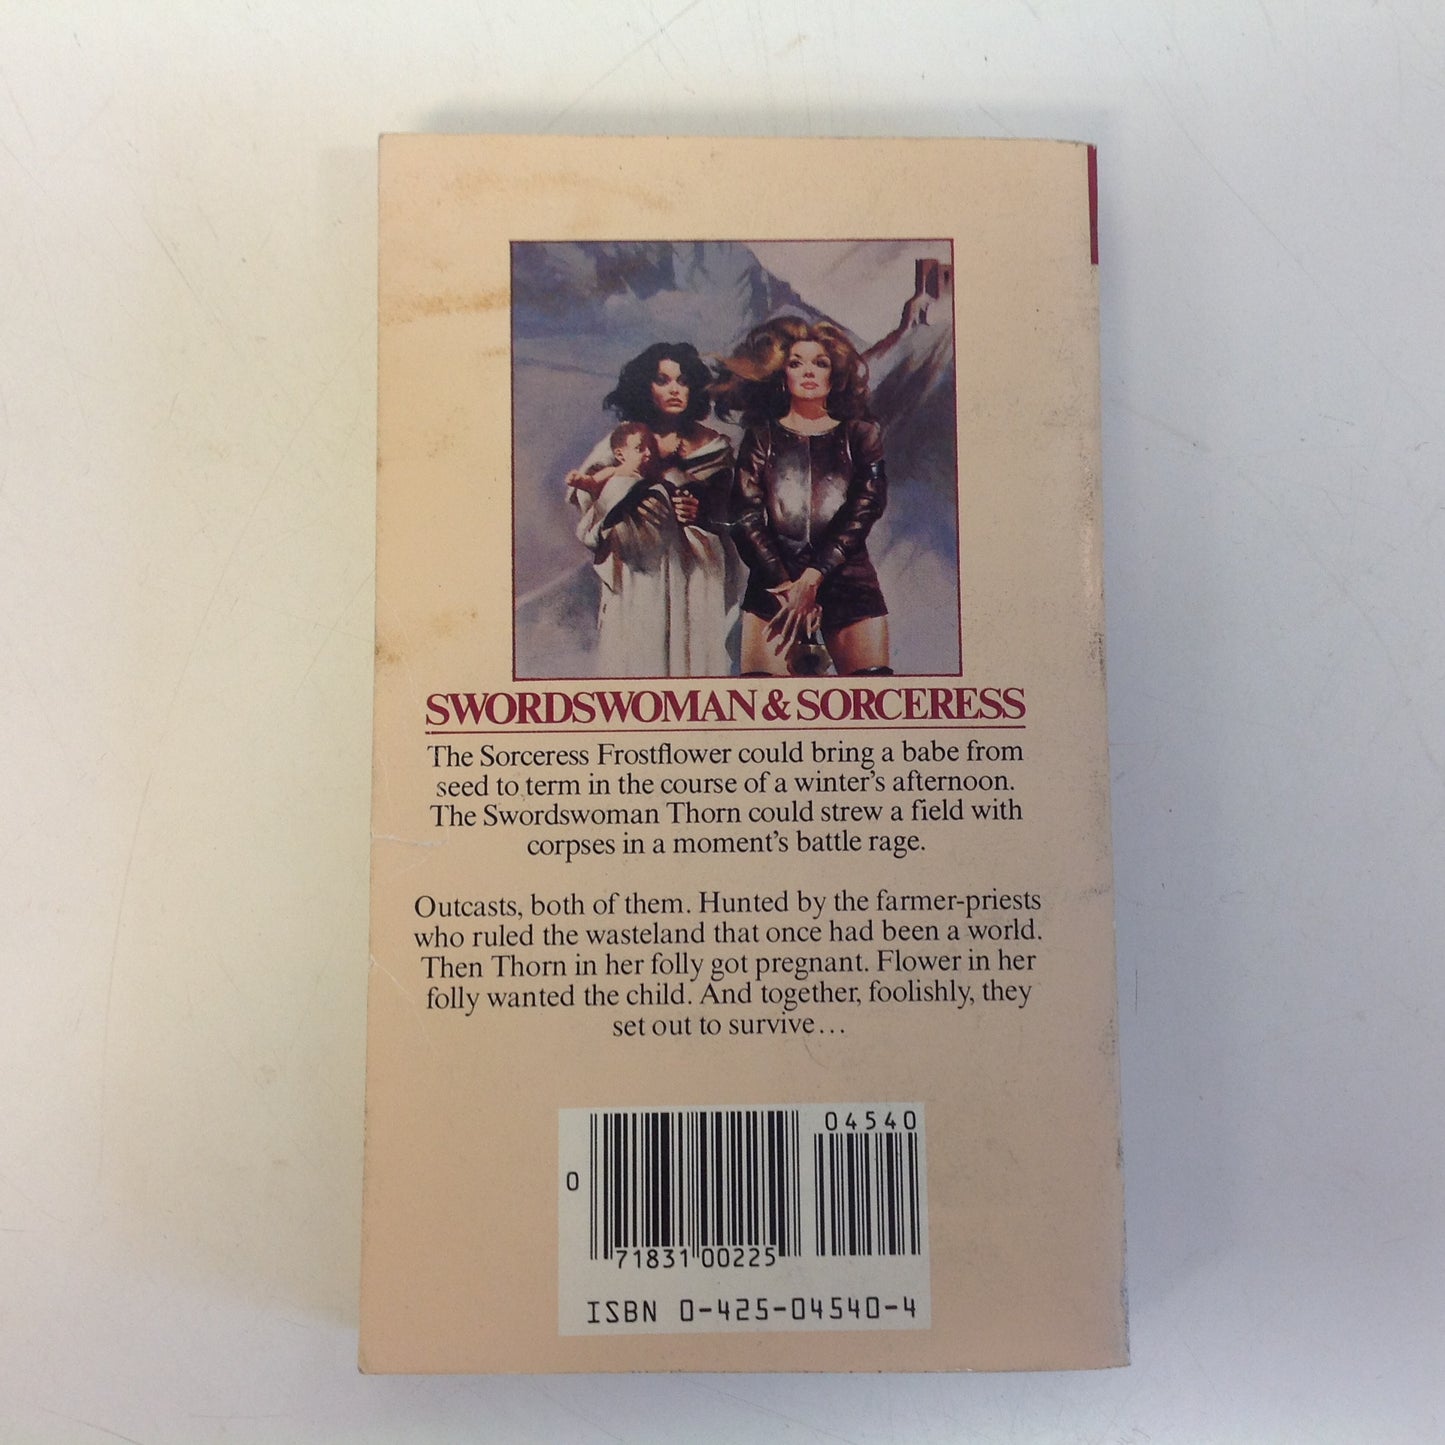 SWORDSWOMAN & SORCERESS
The Sorceress Frostflower could bring a babe from
seed to term in the course of a winter's afternoon.
The Swordswoman Thorn could strew a field with
corpses in a moment's battle rage.
Outcasts, both of them. Hunted by the farmer-priests
who ruled the wasteland that once had been a world.
Then Thorn in her folly got pregnant. Flower in her
folly wanted the child. And together, foolishly, they
set out to survive...
04540
0
71831 00225
ISBN 0-425-04540-4